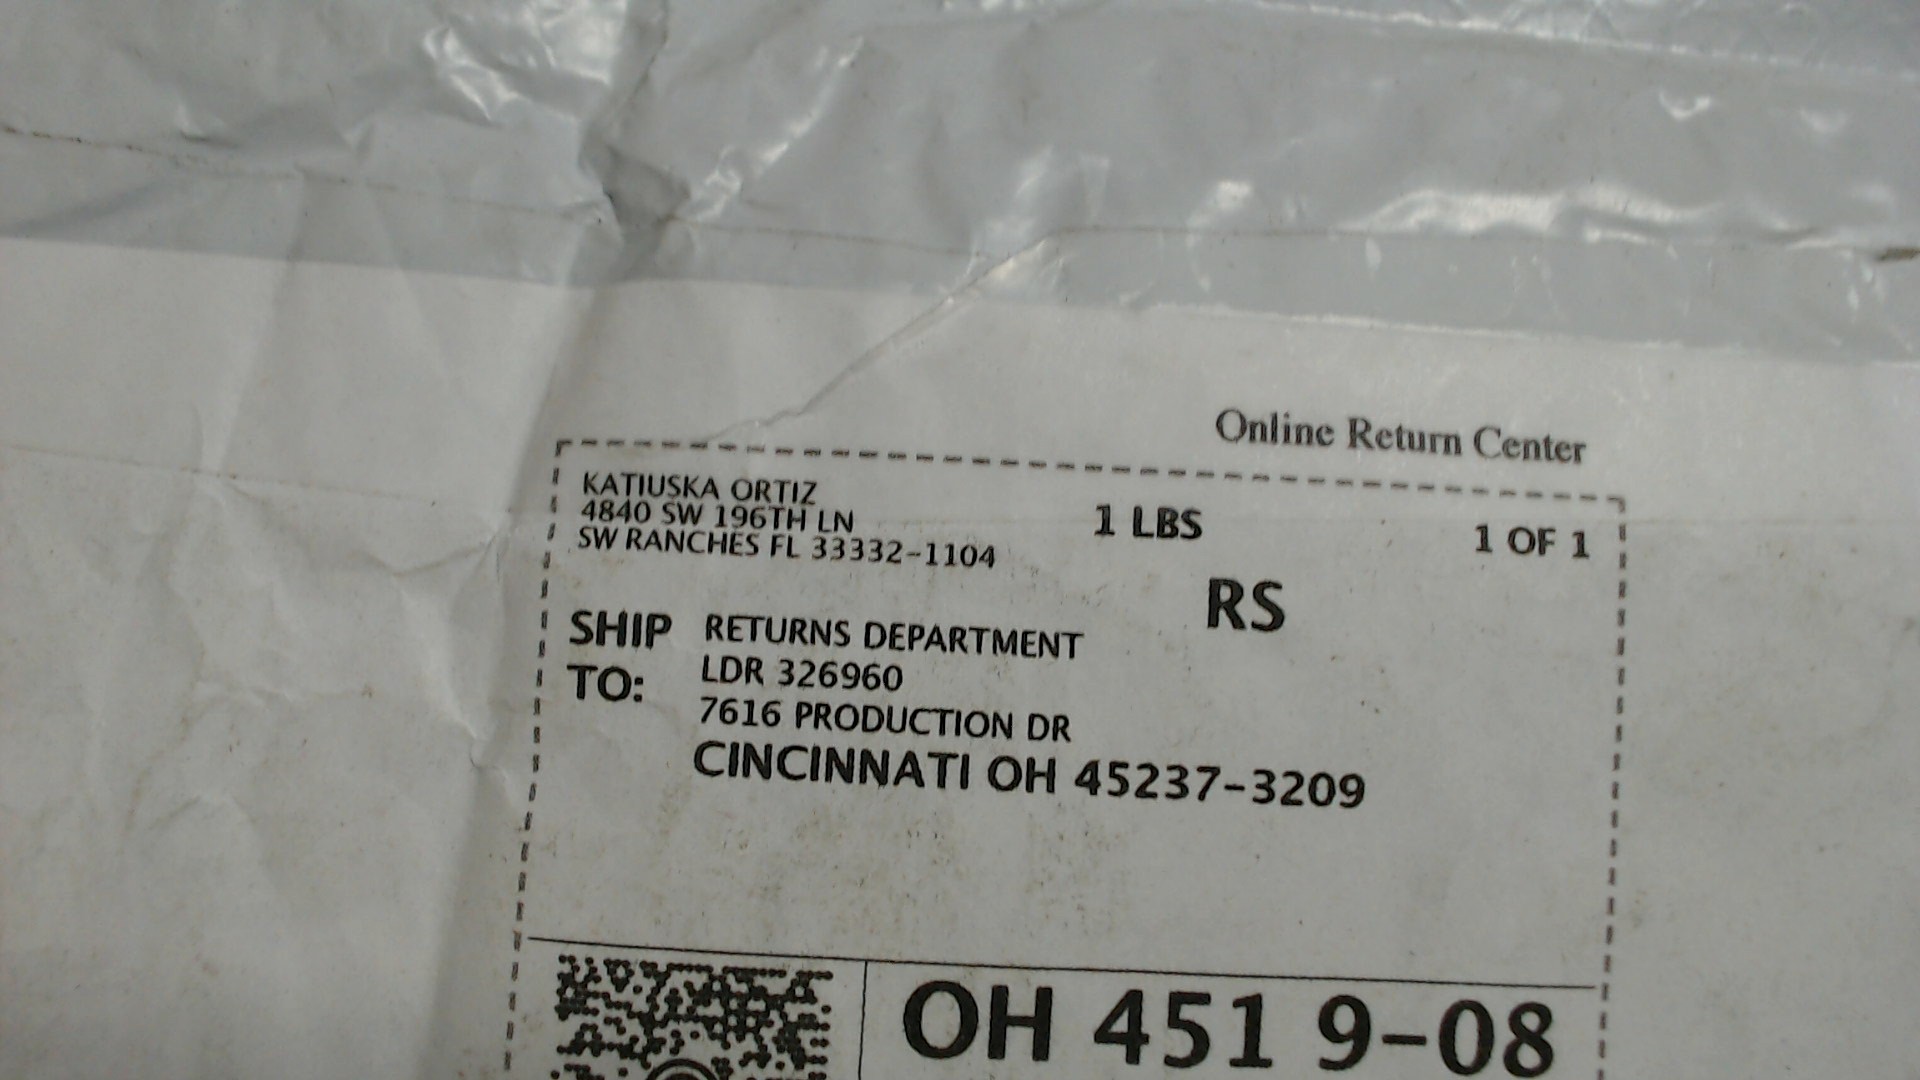 Online Return Center
KATIUSKA ORTIZ
4840 SW 196TH LN
SW RANCHES FL 33332-1104
1 LBS
1 OF 1
RS
SHIP TO:
RETURNS DEPARTMENT
LDR 326960
7616 PRODUCTION DR
CINCINNATI OH 45237-3209
OH 451 9-08